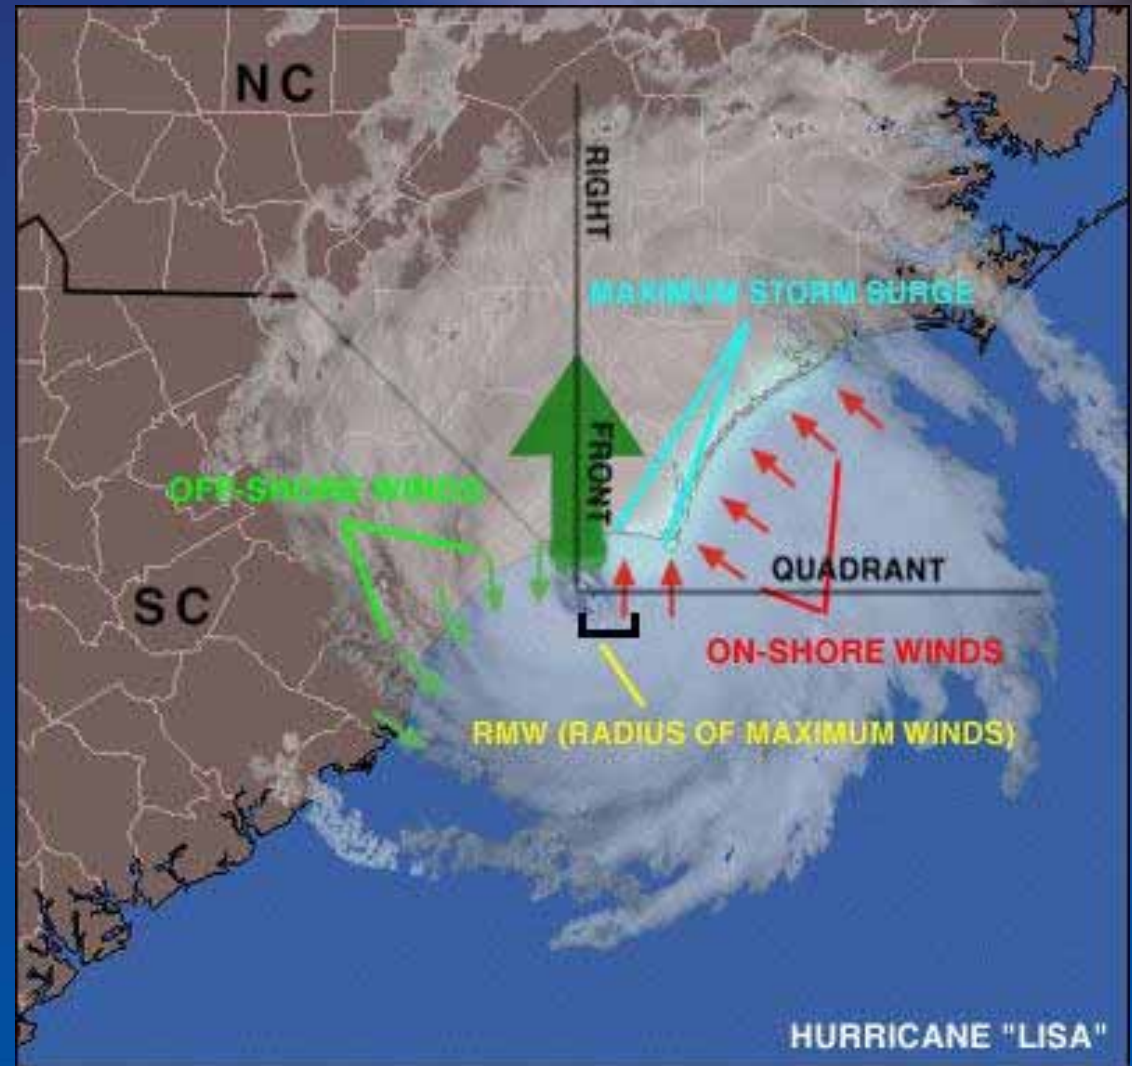 NC
RIGHT
MAXIMUM STORM SURGE
FRONT
OFF-SHORE WINDS
QUADRANT
SC
ON-SHORE WINDS
RMW (RADIUS OF MAXIMUM WINDS)
HURRICANE "LISA"